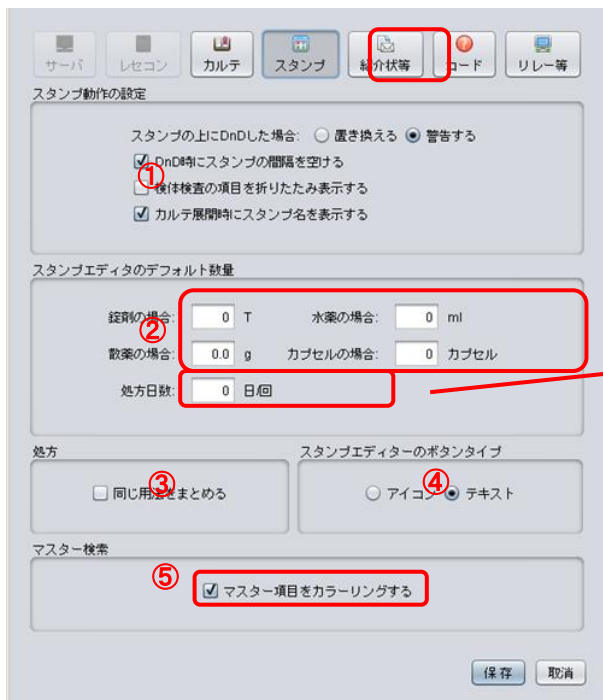 サーバ レセコン カルテ スタンプ 紹介状等 コード リレー等
スタンプ動作の設定
スタンプの上にDnDした場合: 置き換える 警告する
DnD時にスタンプの間隔を空ける
①
検体検査の項目を折りたたみ表示する
カルテ展開時にスタンプ名を表示する
スタンプエディタのデフォルト数量
錠剤の場合: 0 T 水薬の場合: 0 ml
②
散薬の場合: 0.0 g カプセルの場合: 0 カプセル
処方日数: 0 日/回
処方 スタンプエディターのボタンタイプ
③ ④
同じ用法をまとめる アイコン テキスト
マスター検索
⑤
マスター項目をカラーリングする
保存 取消